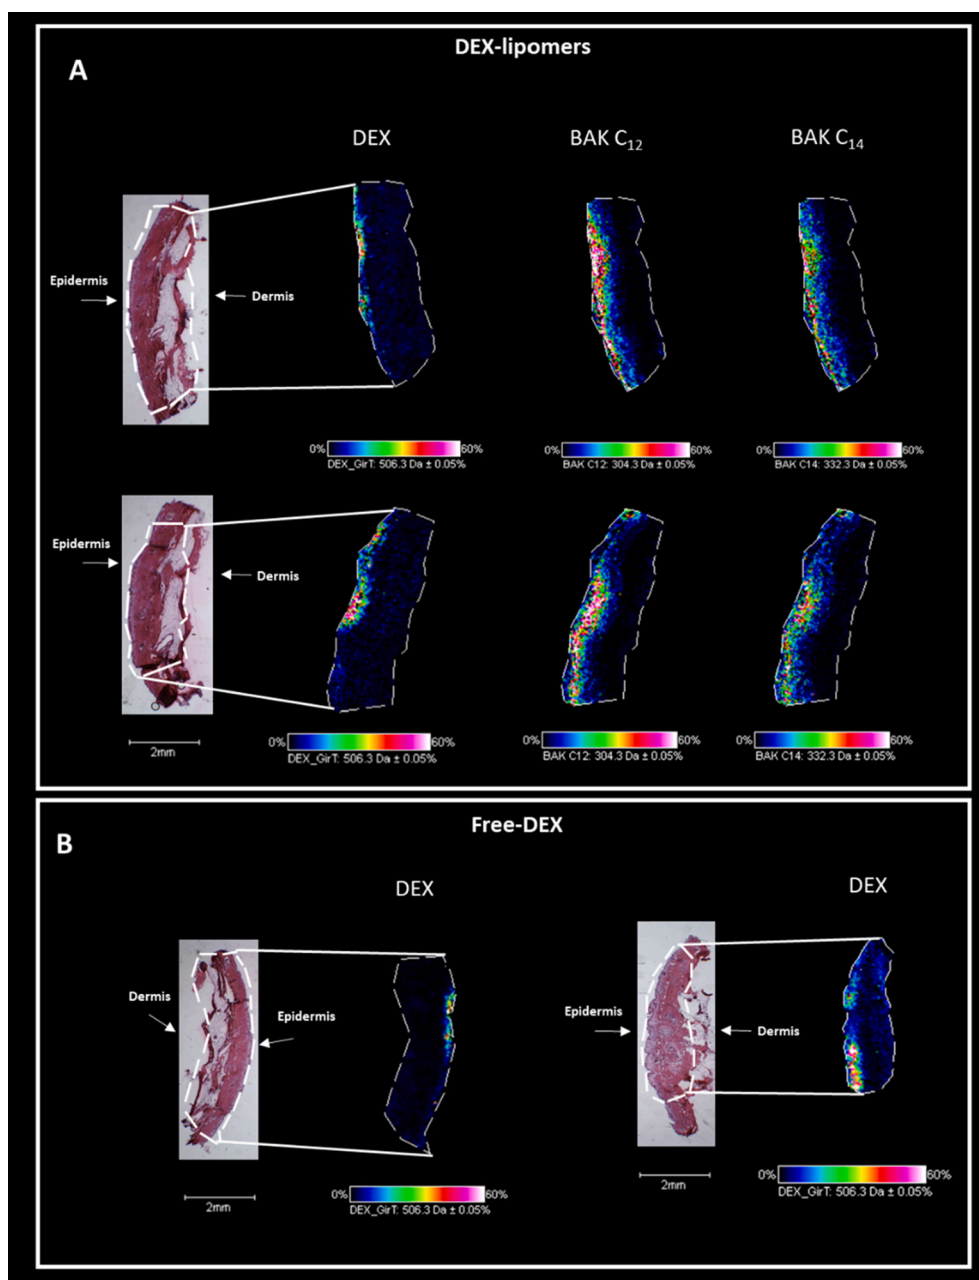 DEX-lipomers
A
DEX
BAK C₁₂
BAK C₁₄
Epidermis
Dermis
0% 60%
DEX_GirT: 506.3 Da ± 0.05%
0% 60%
BAK C12: 304.3 Da ± 0.05%
0% 60%
BAK C14: 332.3 Da ± 0.05%
Epidermis
Dermis
2mm
0% 60%
DEX_GirT: 506.3 Da ± 0.05%
0% 60%
BAK C12: 304.3 Da ± 0.05%
0% 60%
BAK C14: 332.3 Da ± 0.05%
Free-DEX
B
DEX
DEX
Dermis
Epidermis
Epidermis
Dermis
2mm
0% 60%
DEX_GirT: 506.3 Da ± 0.05%
2mm
0% 60%
DEX_GirT: 506.3 Da ± 0.05%